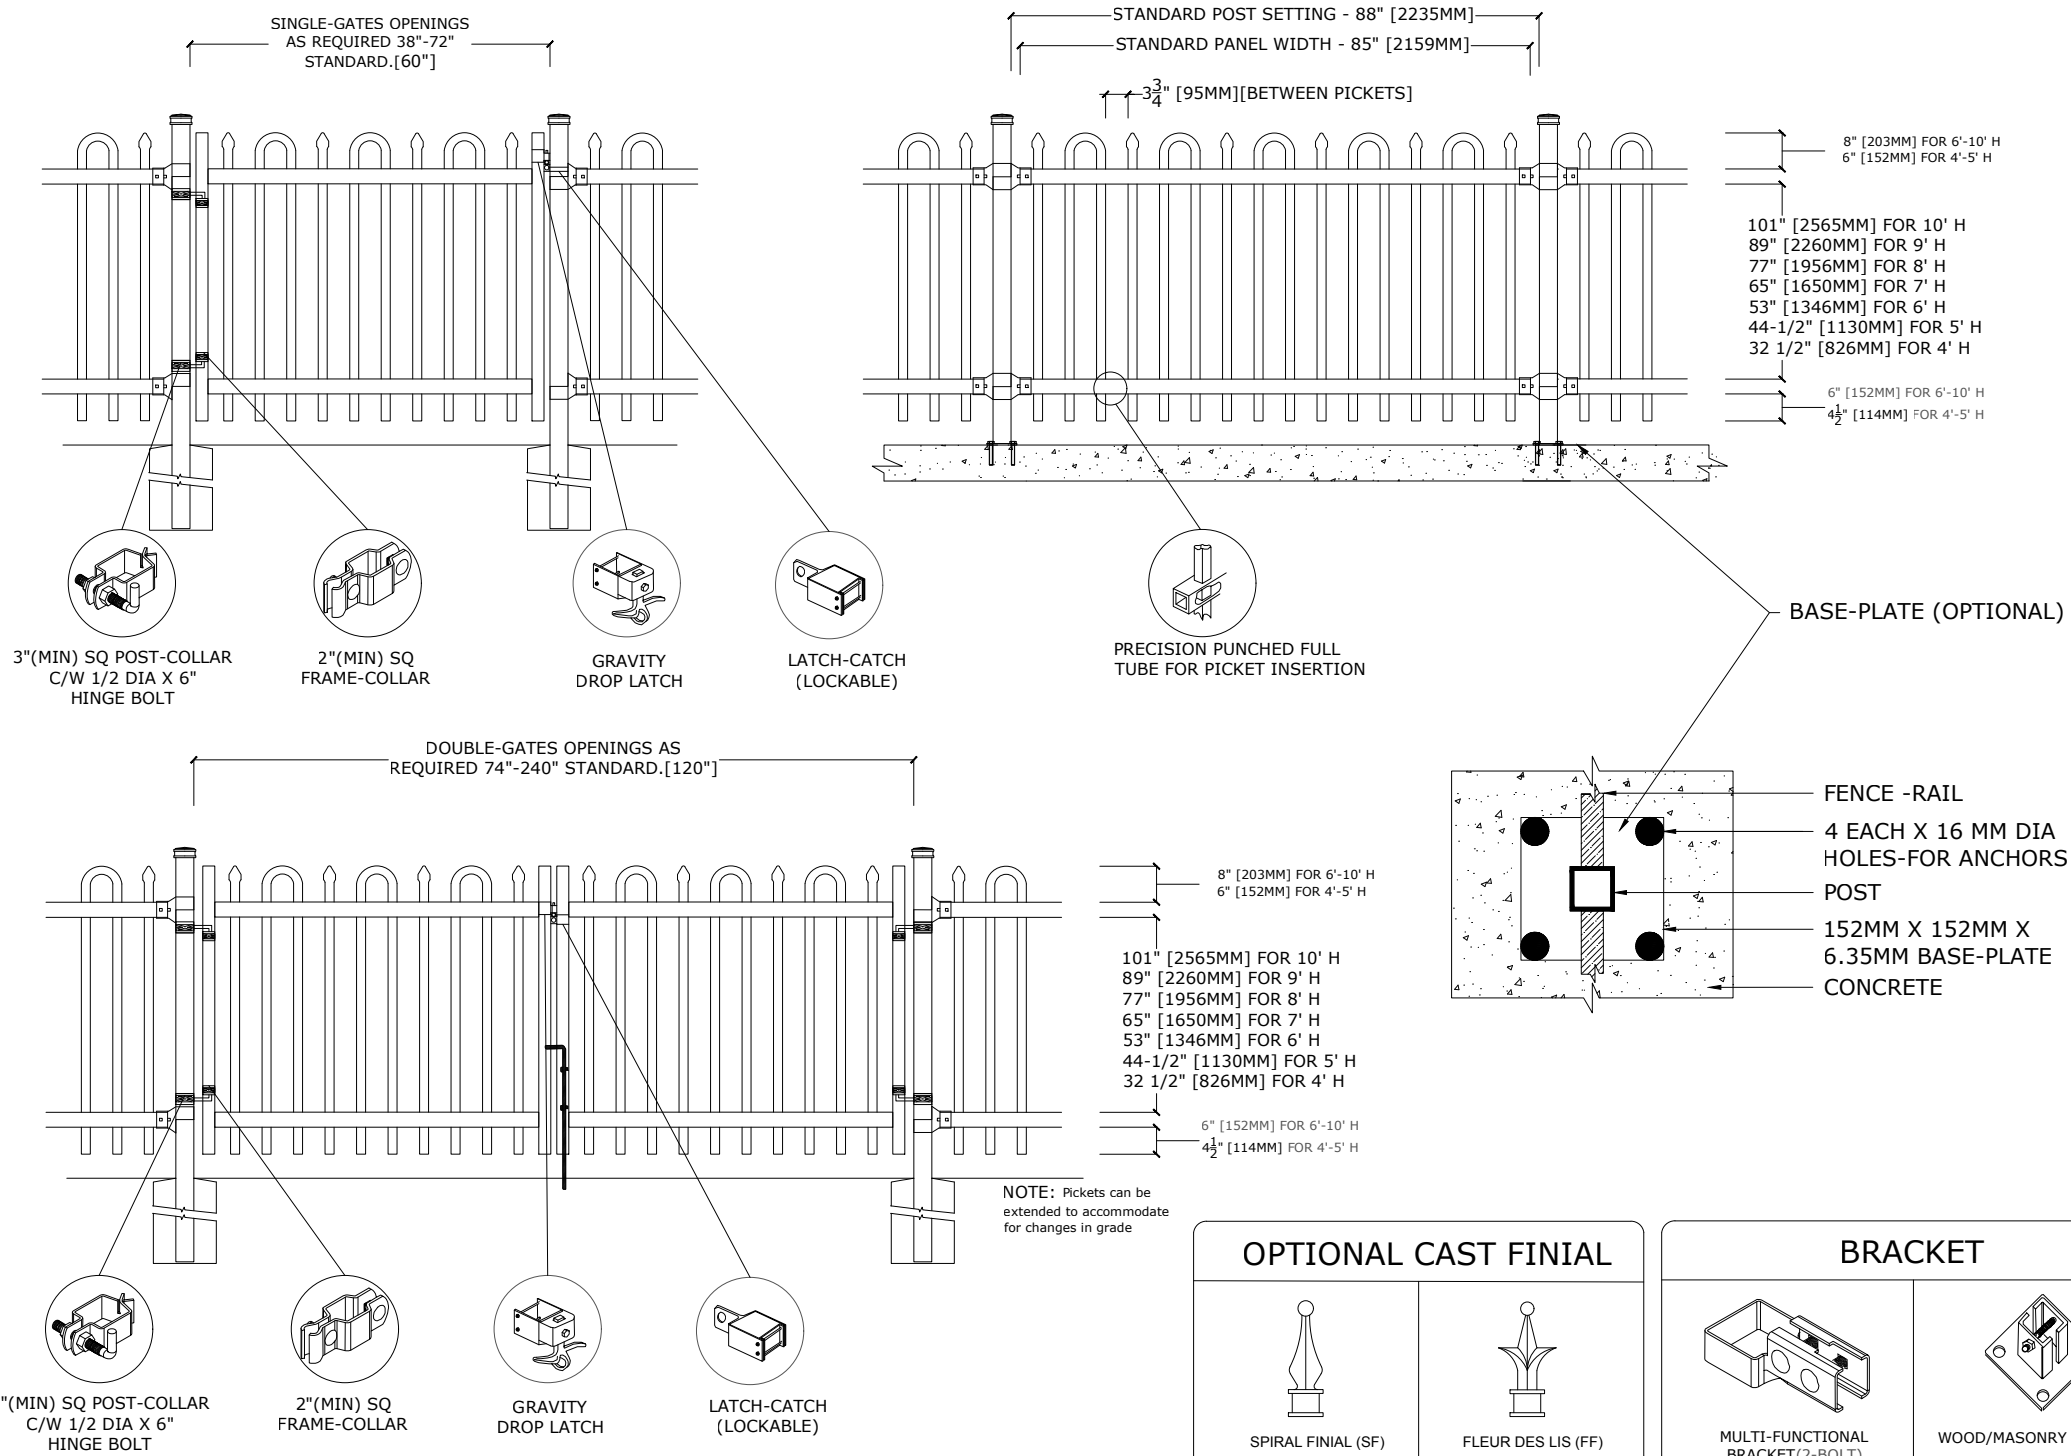 SINGLE-GATES OPENINGS
AS REQUIRED 38"-72"
STANDARD.[60"]
STANDARD POST SETTING - 88" [2235MM]
STANDARD PANEL WIDTH - 85" [2159MM]
3 3/4" [95MM][BETWEEN PICKETS]
8" [203MM] FOR 6'-10' H
6" [152MM] FOR 4'-5' H
101" [2565MM] FOR 10' H
89" [2260MM] FOR 9' H
77" [1956MM] FOR 8' H
65" [1650MM] FOR 7' H
53" [1346MM] FOR 6' H
44-1/2" [1130MM] FOR 5' H
32 1/2" [826MM] FOR 4' H
6" [152MM] FOR 6'-10' H
4 1/2" [114MM] FOR 4'-5' H
3"(MIN) SQ POST-COLLAR
C/W 1/2 DIA X 6"
HINGE BOLT
2"(MIN) SQ
FRAME-COLLAR
GRAVITY
DROP LATCH
LATCH-CATCH
(LOCKABLE)
PRECISION PUNCHED FULL
TUBE FOR PICKET INSERTION
BASE-PLATE (OPTIONAL)
DOUBLE-GATES OPENINGS AS
REQUIRED 74"-240" STANDARD.[120"]
FENCE -RAIL
4 EACH X 16 MM DIA
HOLES-FOR ANCHORS
POST
152MM X 152MM X
6.35MM BASE-PLATE
CONCRETE
8" [203MM] FOR 6'-10' H
6" [152MM] FOR 4'-5' H
101" [2565MM] FOR 10' H
89" [2260MM] FOR 9' H
77" [1956MM] FOR 8' H
65" [1650MM] FOR 7' H
53" [1346MM] FOR 6' H
44-1/2" [1130MM] FOR 5' H
32 1/2" [826MM] FOR 4' H
6" [152MM] FOR 6'-10' H
4 1/2" [114MM] FOR 4'-5' H
NOTE: Pickets can be
extended to accommodate
for changes in grade
"(MIN) SQ POST-COLLAR
C/W 1/2 DIA X 6"
HINGE BOLT
2"(MIN) SQ
FRAME-COLLAR
GRAVITY
DROP LATCH
LATCH-CATCH
(LOCKABLE)
OPTIONAL CAST FINIAL
SPIRAL FINIAL (SF)
FLEUR DES LIS (FF)
BRACKET
MULTI-FUNCTIONAL
BRACKET(2-BOLT)
WOOD/MASONRY